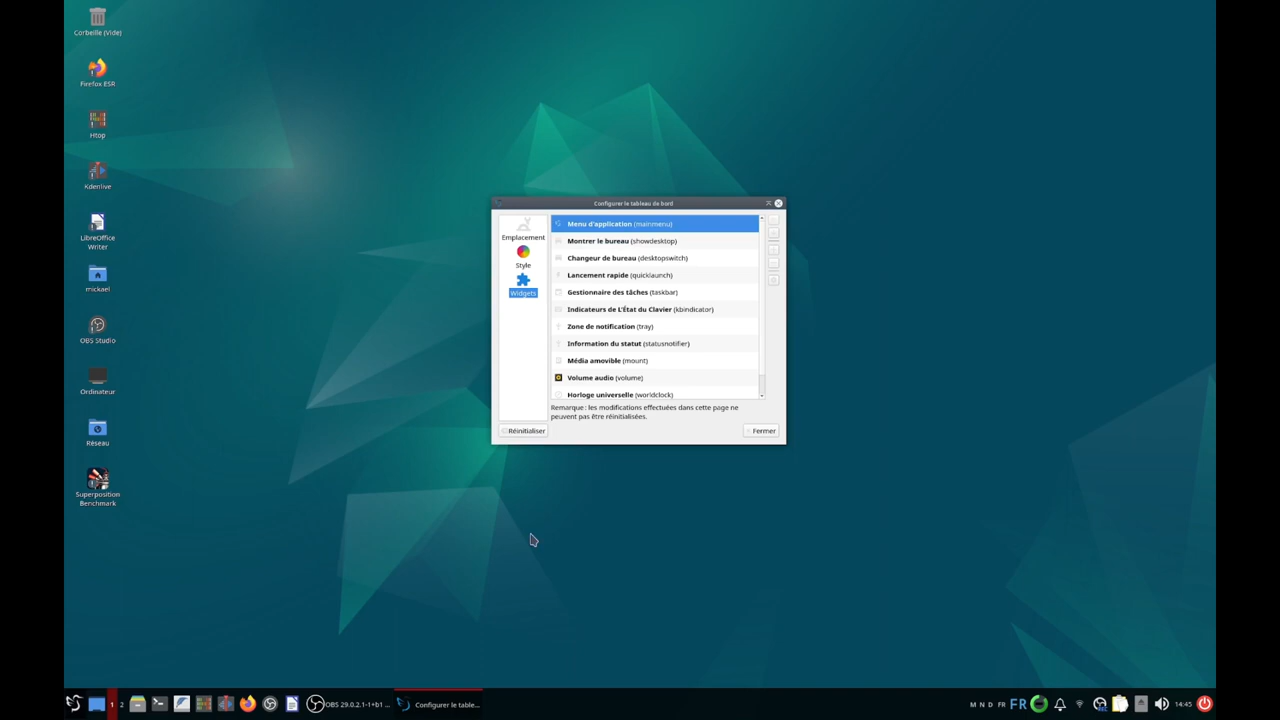 Corbeille (Vide)
Firefox ESR
Htop
Kdenlive
LibreOffice
Writer
mickael
OBS Studio
Ordinateur
Réseau
Superposition
Benchmark
Configurer le tableau de bord
Emplacement
Style
Widgets
Menu d'application (mainmenu)
Montrer le bureau (showdesktop)
Changeur de bureau (desktopswitch)
Lancement rapide (quicklaunch)
Gestionnaire des tâches (taskbar)
Indicateurs de L'État du Clavier (kbindicator)
Zone de notification (tray)
Information du statut (statusnotifier)
Média amovible (mount)
Volume audio (volume)
Horloge universelle (worldclock)
Remarque : les modifications effectuées dans cette page ne
peuvent pas être réinitialisées.
Réinitialiser
Fermer
1 2
OBS 29.0.2.1-1+b1 ...
Configurer le table...
M N D FR FR
14:45